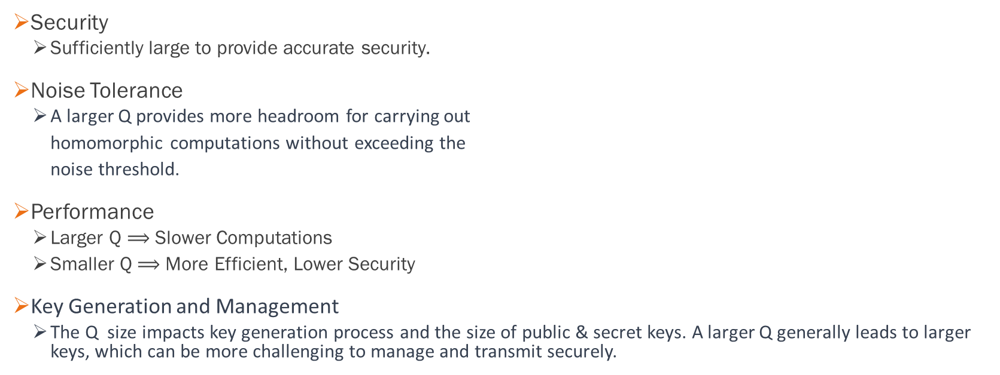 ➢Security
➢Sufficiently large to provide accurate security.
➢Noise Tolerance
➢A larger Q provides more headroom for carrying out
homomorphic computations without exceeding the
noise threshold.
➢Performance
➢Larger Q ⟹ Slower Computations
➢Smaller Q ⟹ More Efficient, Lower Security
➢Key Generation and Management
➢The Q size impacts key generation process and the size of public & secret keys. A larger Q generally leads to larger
keys, which can be more challenging to manage and transmit securely.